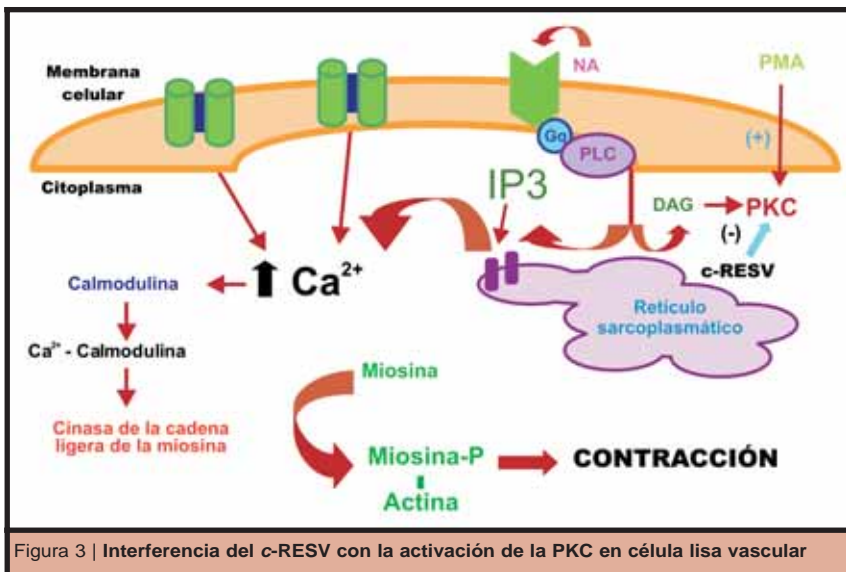 Membrana
celular
NA
PMA
Gq
PLC
(+)
Citoplasma
IP3
DAG
PKC
(-)
c-RESV
Ca²⁺
Calmodulina
Retículo
sarcoplasmático
Ca²⁺ - Calmodulina
Miosina
Cinasa de la cadena
ligera de la miosina
Miosina-P
CONTRACCIÓN
Actina
Figura 3 | Interferencia del c-RESV con la activación de la PKC en célula lisa vascular